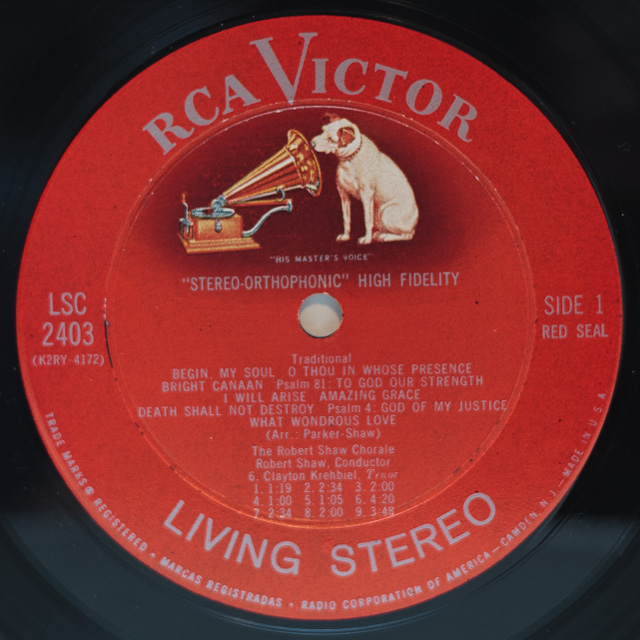 RCA VICTOR
"HIS MASTER'S VOICE"
"STEREO-ORTHOPHONIC" HIGH FIDELITY
LSC
2403
(K2RY-4172)
SIDE 1
RED SEAL
Traditional
BEGIN, MY SOUL O THOU IN WHOSE PRESENCE
BRIGHT CANAAN Psalm 81: TO GOD OUR STRENGTH
I WILL ARISE AMAZING GRACE
DEATH SHALL NOT DESTROY Psalm 4: GOD OF MY JUSTICE
WHAT WONDROUS LOVE
(Arr.: Parker-Shaw)
The Robert Shaw Chorale
Robert Shaw, Conductor
6. Clayton Krehbiel, Tenor
1. 1:19 2. 2:34 3. 2:00
4. 1:00 5. 1:05 6. 4:20
7. 2:34 8. 2:00 9. 3:48
LIVING STEREO
TRADE MARKS ® REGISTERED • MARCAS REGISTRADAS • RADIO CORPORATION OF AMERICA—CAMDEN, N. J.—MADE IN U.S.A.